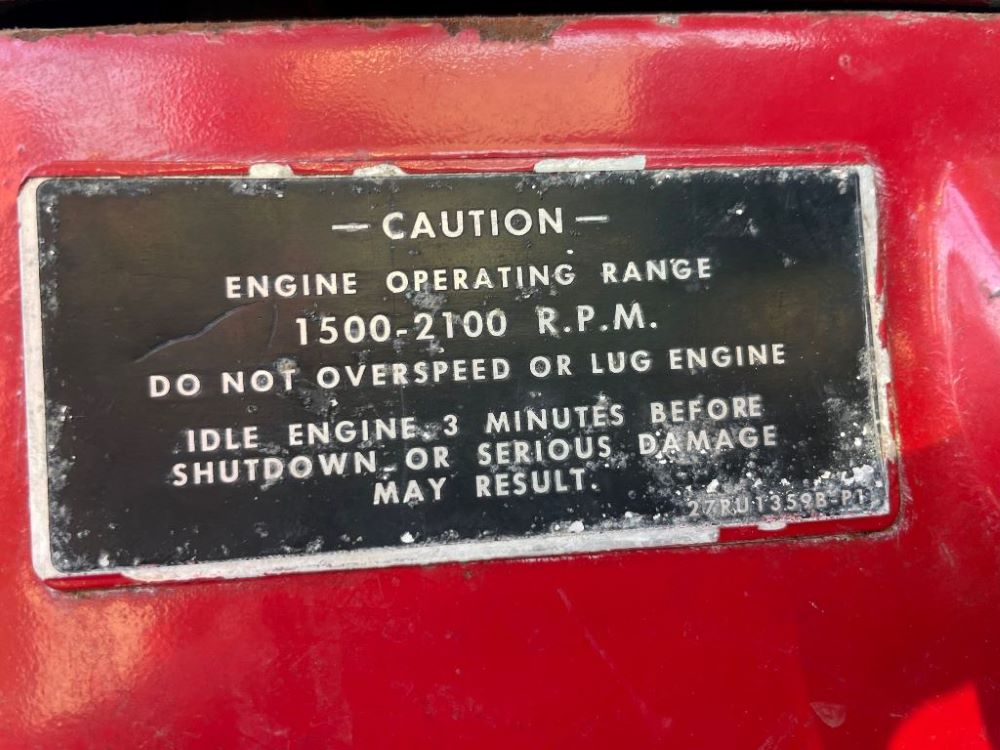 — CAUTION —
ENGINE OPERATING RANGE
1500-2100 R.P.M.
DO NOT OVERSPEED OR LUG ENGINE
IDLE ENGINE 3 MINUTES BEFORE
SHUTDOWN OR SERIOUS DAMAGE
MAY RESULT.
27RU1359B-P1